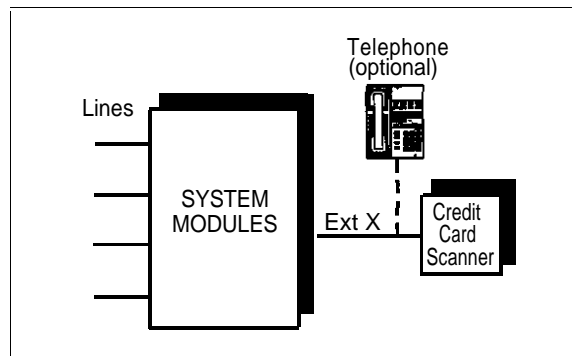 Telephone
(optional)
Lines
SYSTEM
MODULES
Ext X
Credit
Card
Scanner